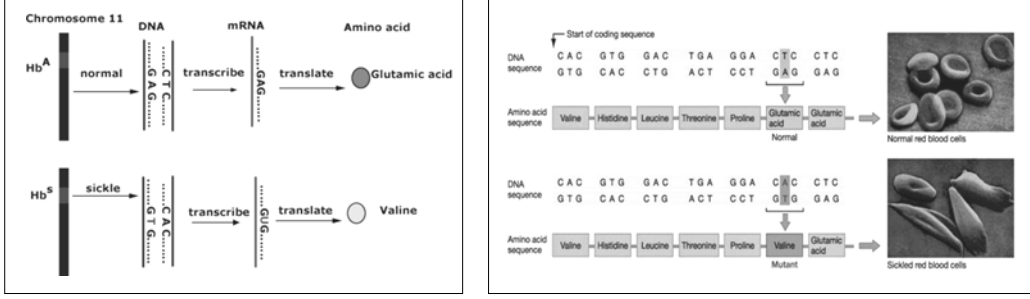 Chromosome 11
DNA mRNA Amino acid
Hb^A
normal
......G A G......
......C T C......
transcribe
......GAG......
translate
Glutamic acid
Hb^S
sickle
......G T G......
......C A C......
transcribe
......GUG......
translate
Valine
Start of coding sequence
DNA sequence
CAC GTG GAC TGA GGA CTC CTC
GTG CAC CTG ACT CCT GAG GAG
Amino acid sequence
Valine Histidine Leucine Threonine Proline Glutamic acid Glutamic acid
Normal
Normal red blood cells
DNA sequence
CAC GTG GAC TGA GGA CAC CTC
GTG CAC CTG ACT CCT GTG GAG
Amino acid sequence
Valine Histidine Leucine Threonine Proline Valine Glutamic acid
Mutant
Sickled red blood cells